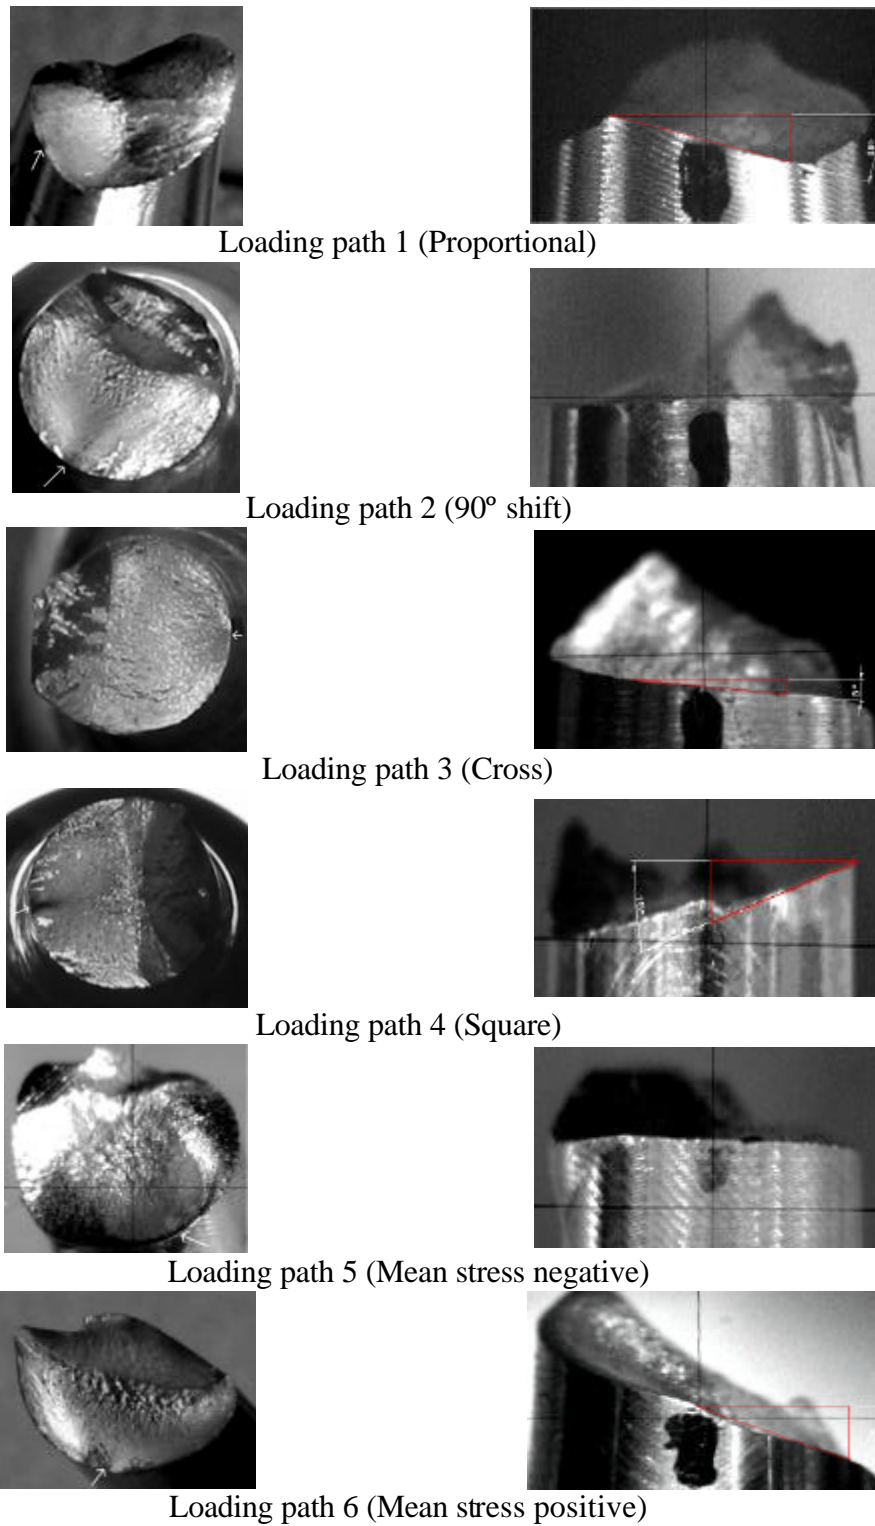 Loading path 1 (Proportional)
Loading path 2 (90º shift)
Loading path 3 (Cross)
Loading path 4 (Square)
Loading path 5 (Mean stress negative)
Loading path 6 (Mean stress positive)